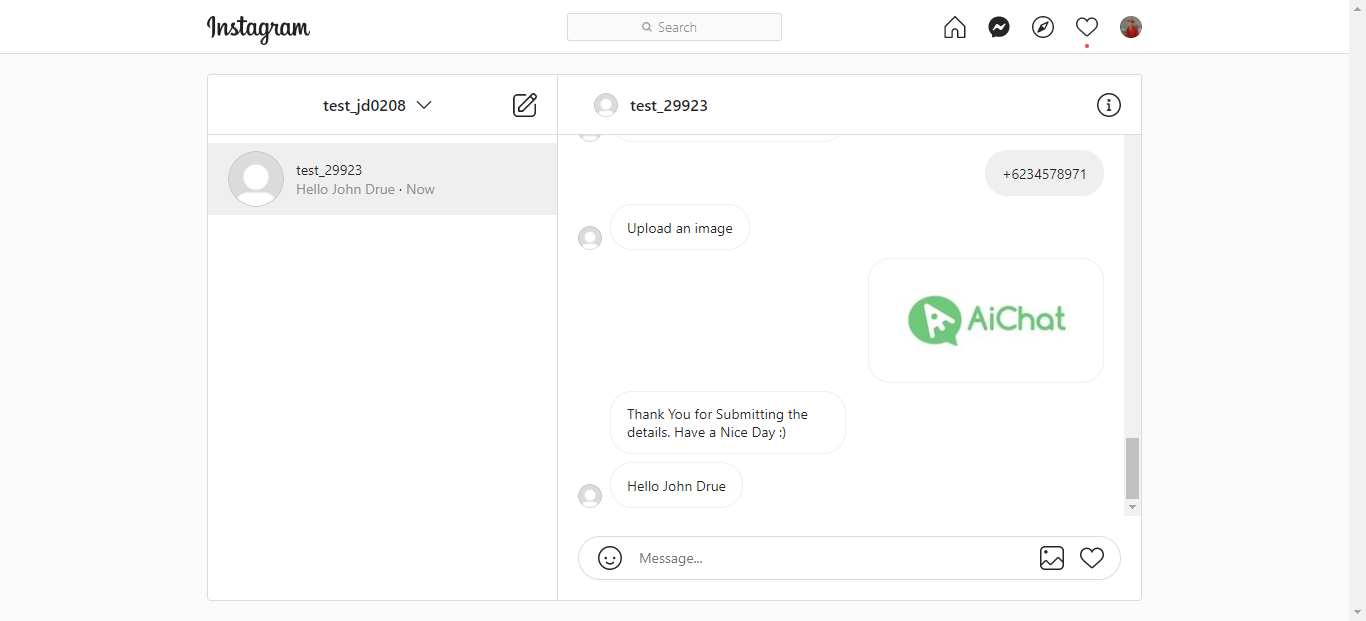 Instagram
Search
test_jd0208
test_29923
test_29923
Hello John Drue · Now
+6234578971
Upload an image
AiChat
Thank You for Submitting the
details. Have a Nice Day :)
Hello John Drue
Message...